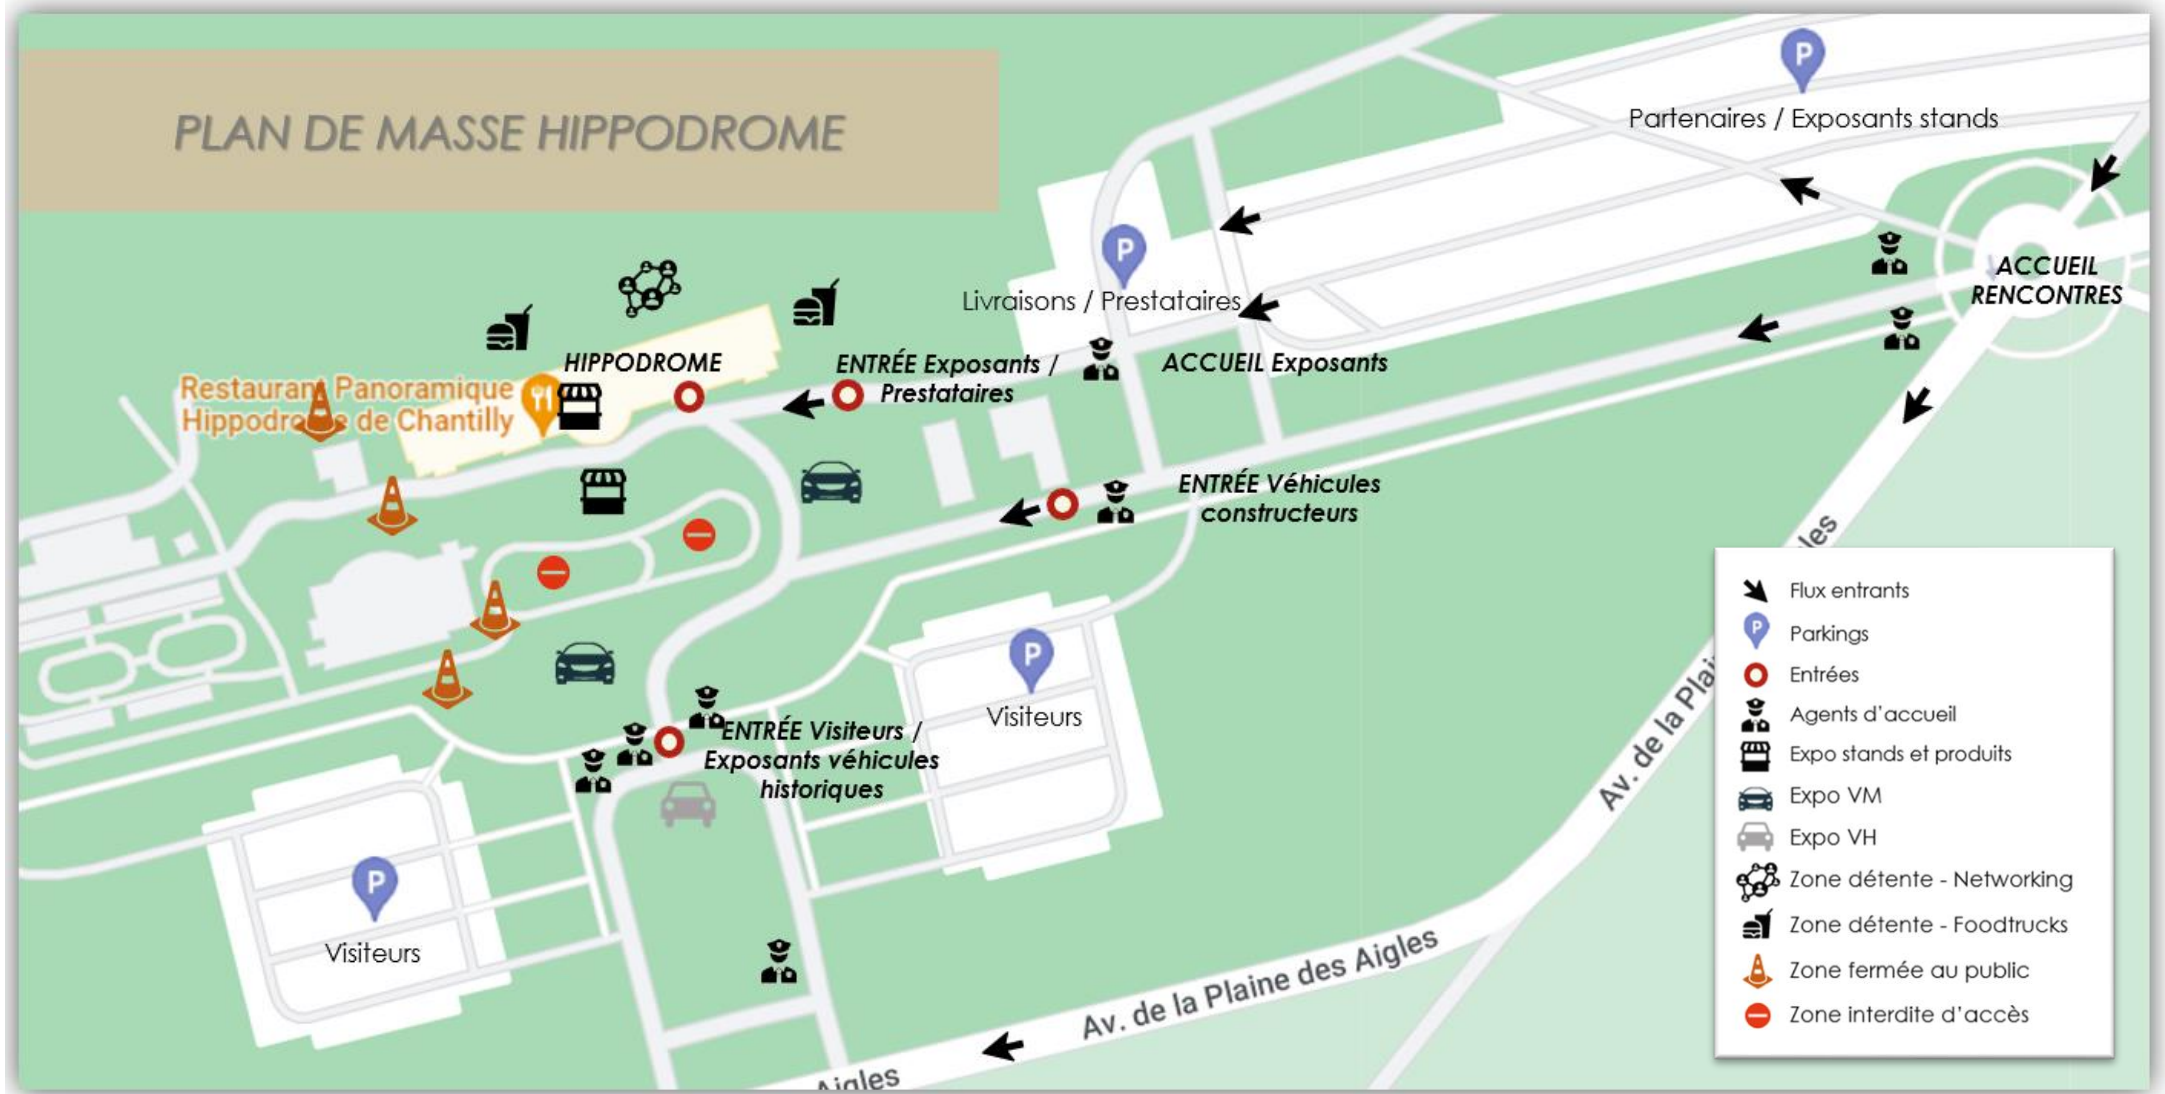 PLAN DE MASSE HIPPODROME
P
Partenaires / Exposants stands
ACCUEIL
RENCONTRES
P
Livraisons / Prestataires
HIPPODROME
ENTRÉE Exposants /
Prestataires
ACCUEIL Exposants
Restaurant Panoramique
Hippodrome de Chantilly
ENTRÉE Véhicules
constructeurs
P
Visiteurs
ENTRÉE Visiteurs /
Exposants véhicules
historiques
P
Visiteurs
Av. de la Plai
les
Av. de la Plaine des Aigles
Aigles
Flux entrants
P
Parkings
Entrées
Agents d'accueil
Expo stands et produits
Expo VM
Expo VH
Zone détente - Networking
Zone détente - Foodtrucks
Zone fermée au public
Zone interdite d'accès